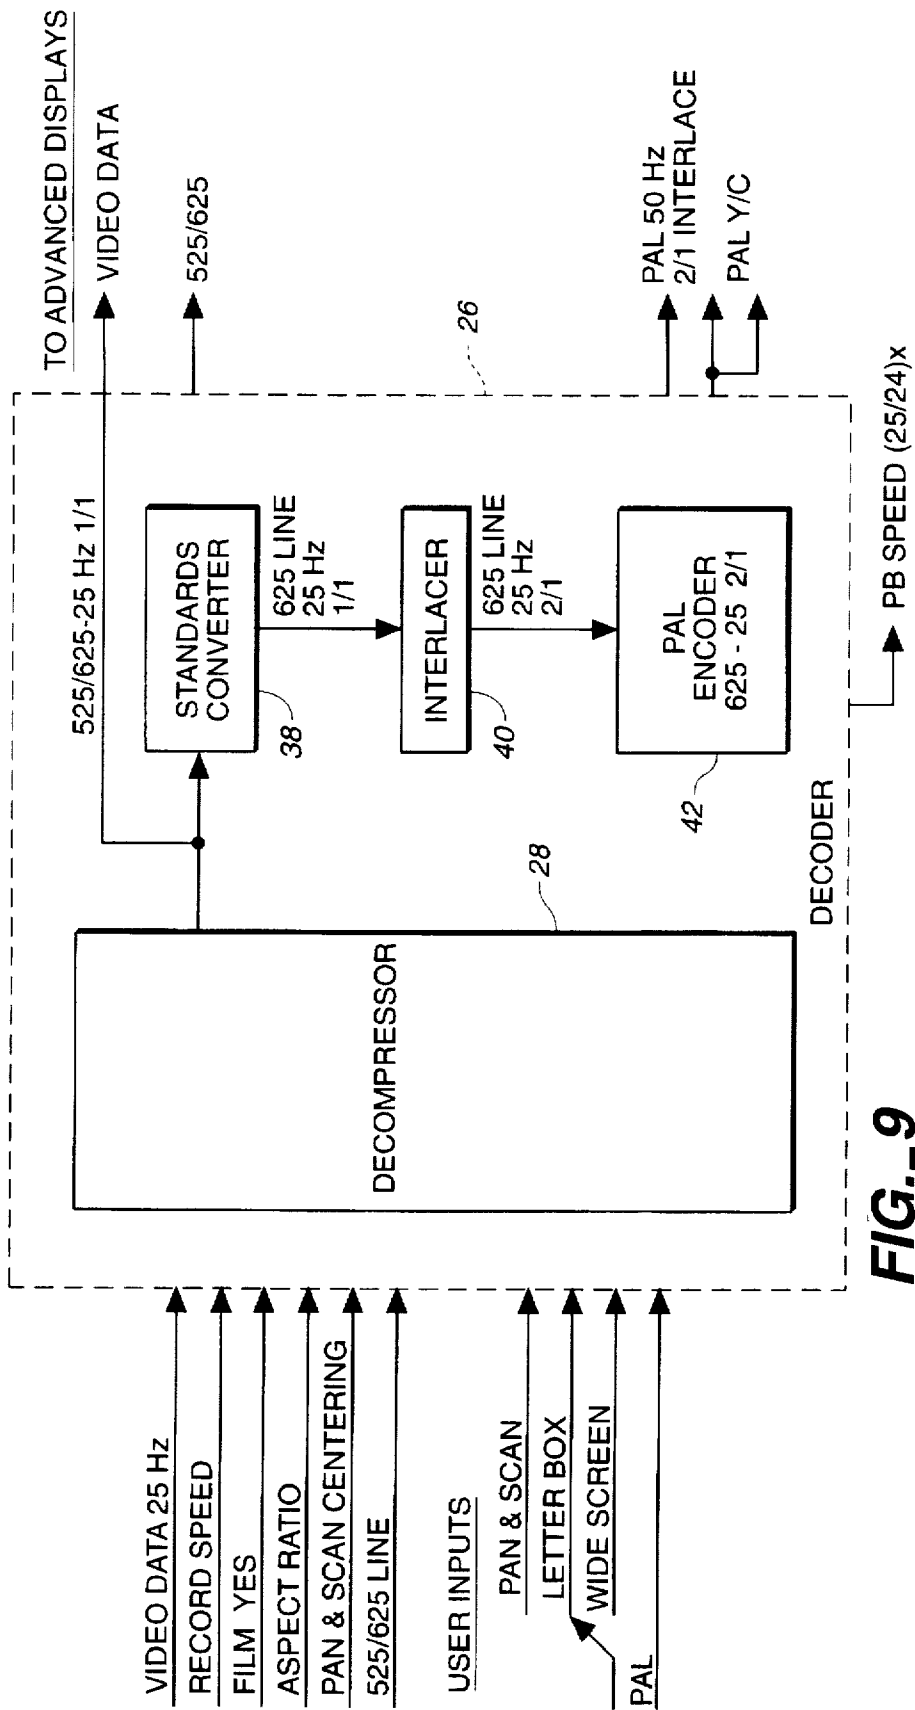 TO ADVANCED DISPLAYS
VIDEO DATA
525/625
525/625-25 Hz 1/1
VIDEO DATA 25 Hz
RECORD SPEED
FILM YES
ASPECT RATIO
PAN & SCAN CENTERING
525/625 LINE
USER INPUTS
PAN & SCAN
LETTER BOX
WIDE SCREEN
PAL
DECOMPRESSOR
28
STANDARDS
CONVERTER
38
625 LINE
25 Hz
1/1
INTERLACER
40
625 LINE
25 Hz
2/1
PAL
ENCODER
625 - 25 2/1
42
DECODER
26
PAL 50 Hz
2/1 INTERLACE
PAL Y/C
PB SPEED (25/24)x
FIG._9